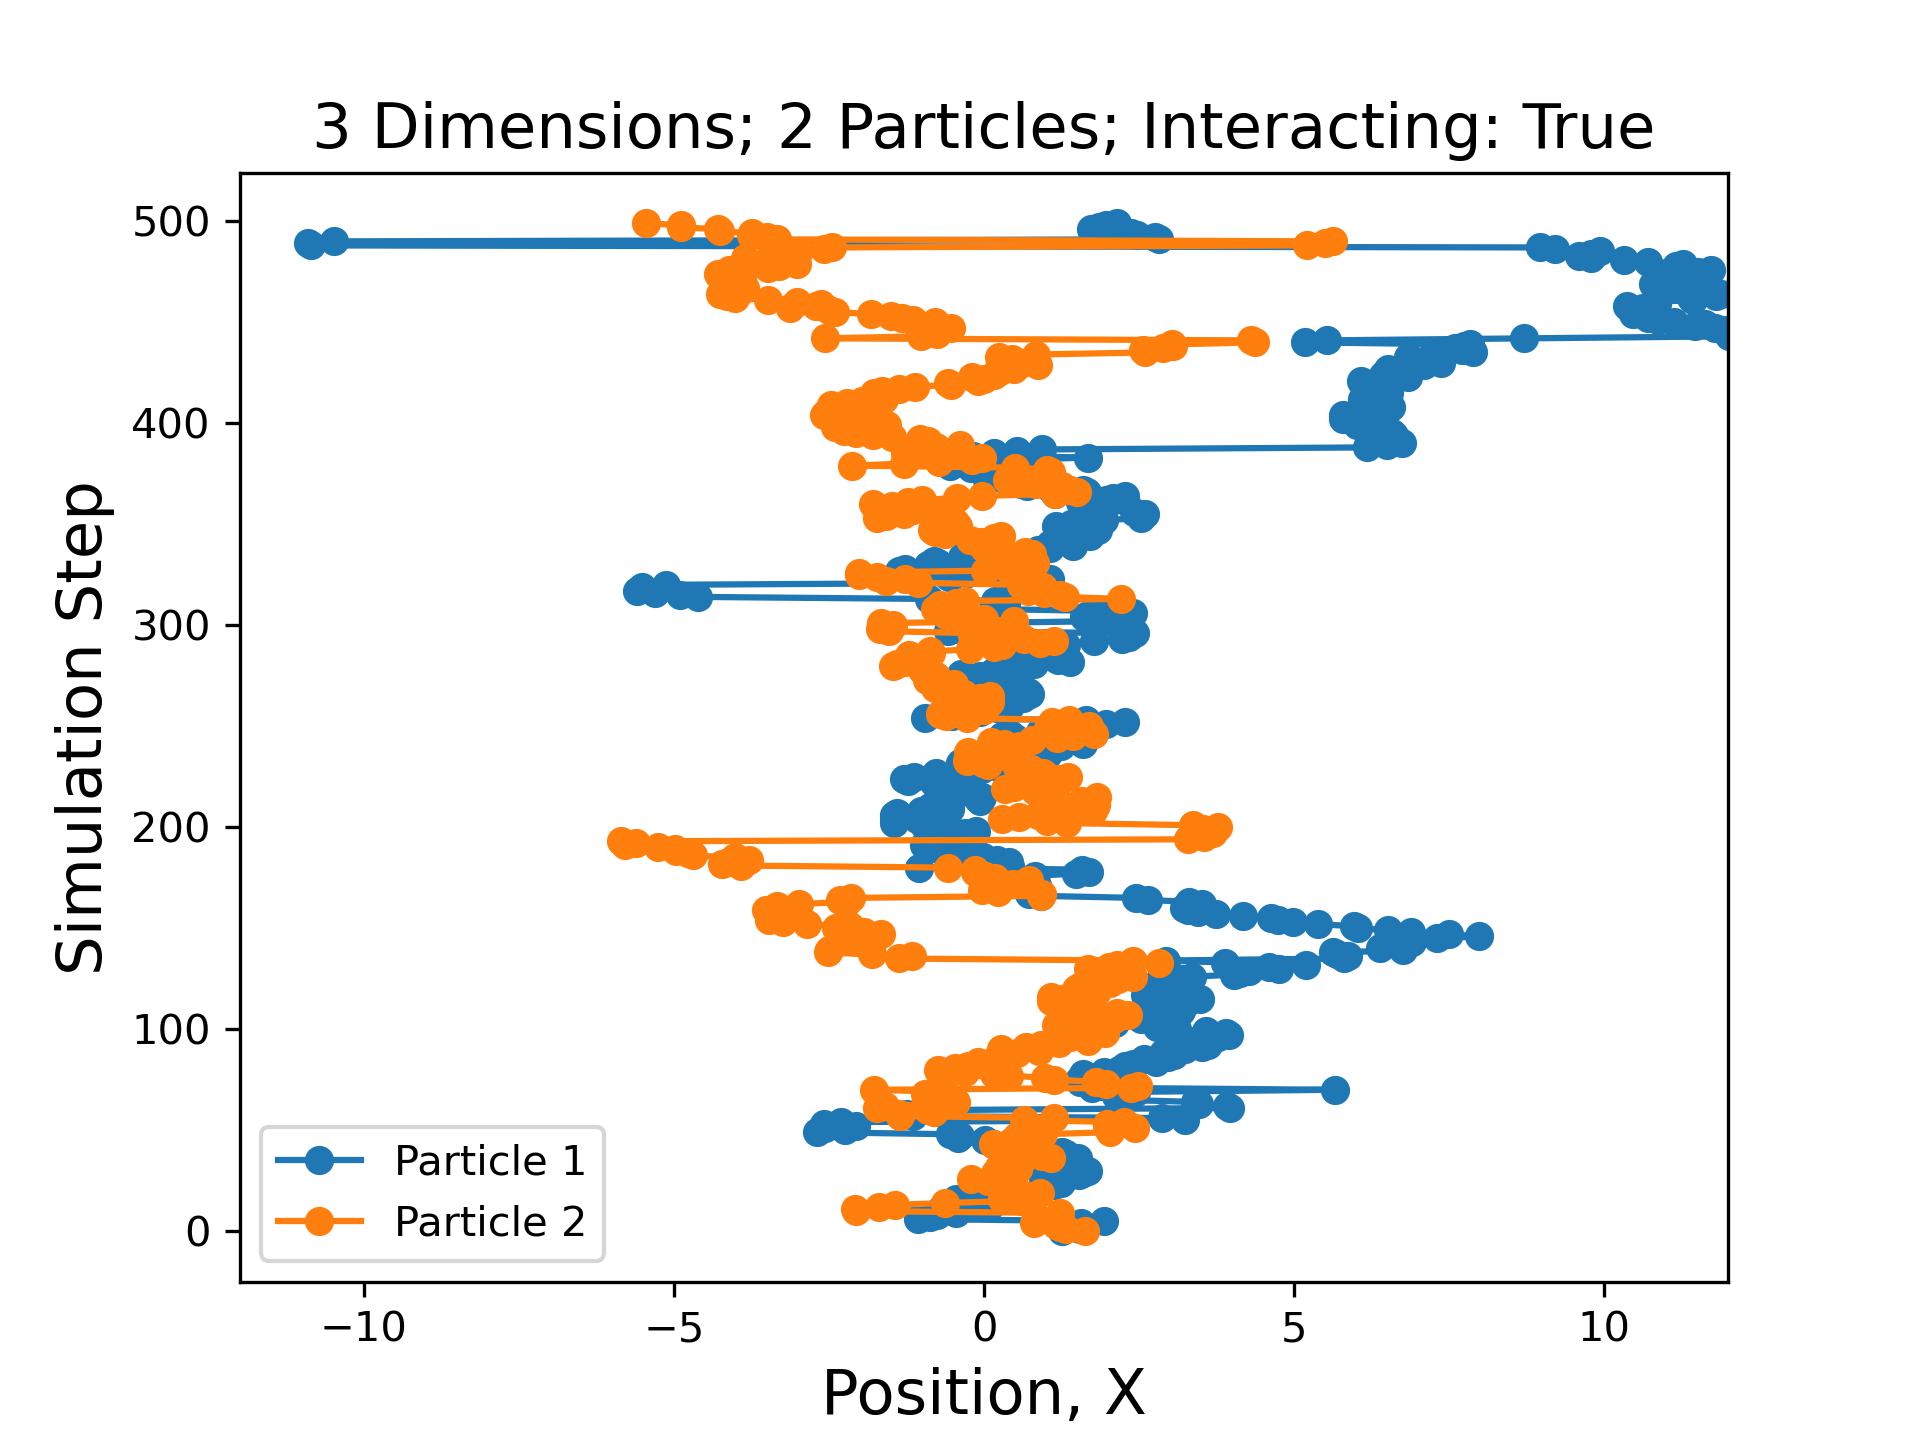 3 Dimensions; 2 Particles; Interacting: True
Simulation Step
500
400
300
200
100
0
Particle 1
Particle 2
−10
−5
0
5
10
Position, X